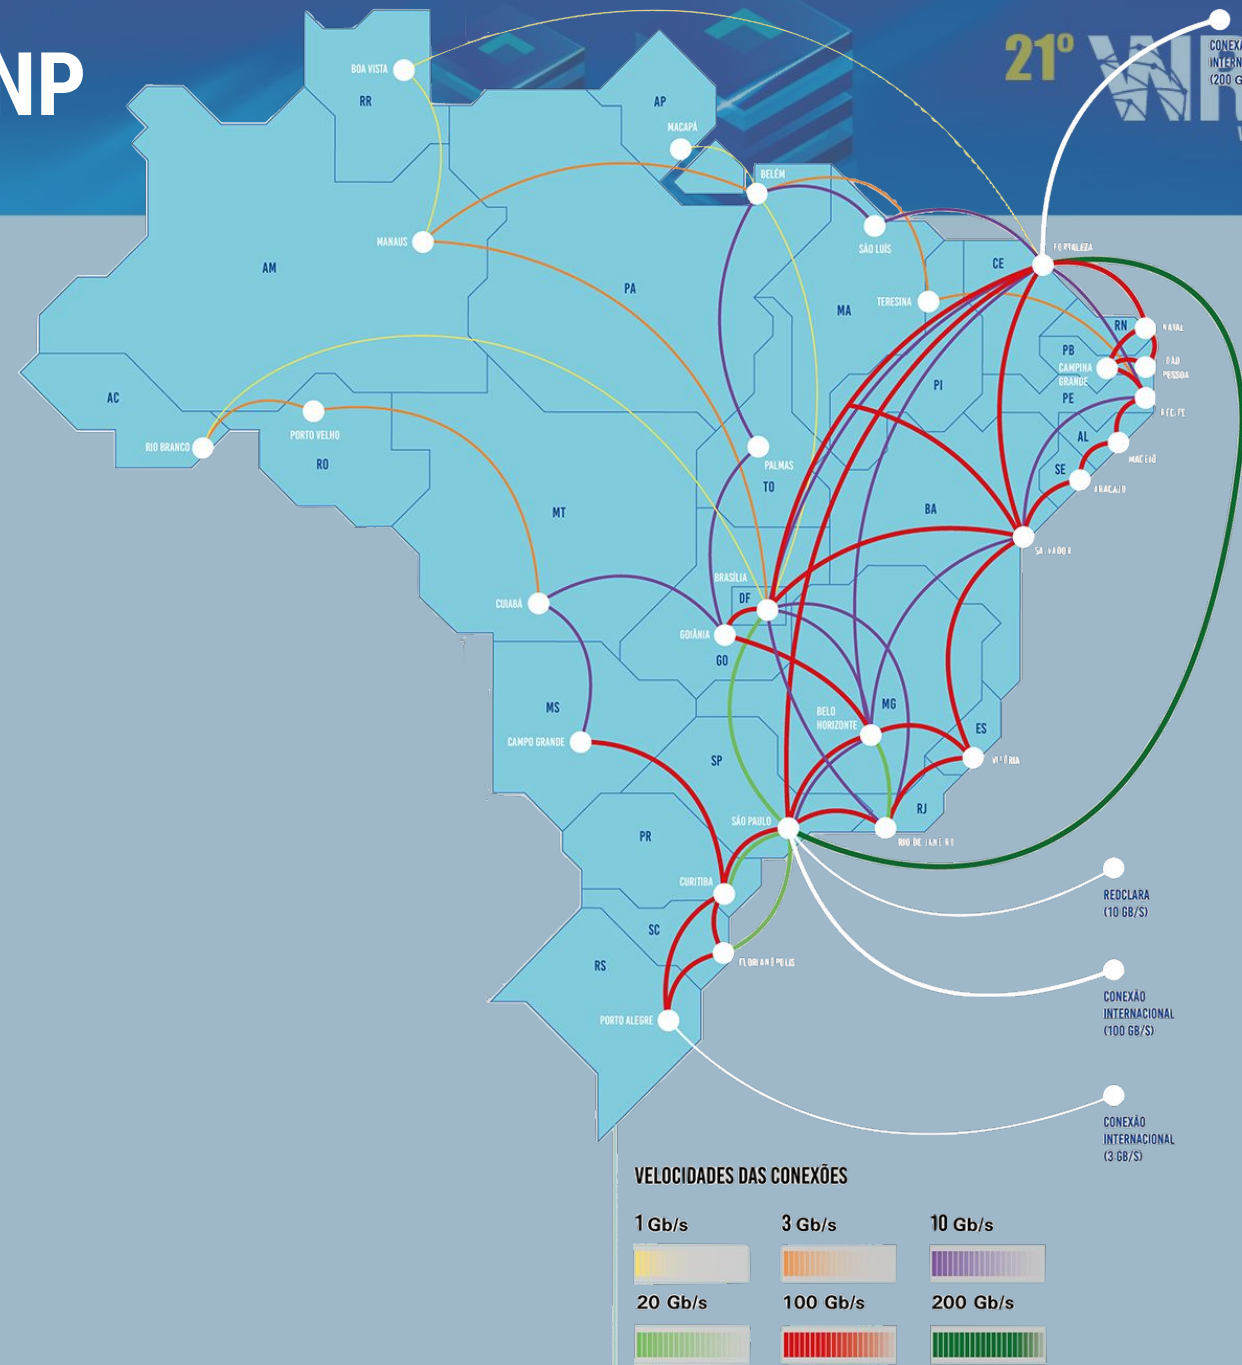 NP
21º
WR
CONEX
INTERN
(200 G
BOA VISTA
RR
AP
MACAPÁ
BELÉM
MANAUS
SÃO LUÍS
FORTALEZA
AM
CE
PA
TERESINA
MA
RN
NATAL
PB
JOÃO
PESSOA
CAMPINA
GRANDE
PI
PE
RECIFE
AC
RIO BRANCO
PORTO VELHO
RO
AL
MACEIÓ
SE
ARACAJU
PALMAS
TO
MT
BA
SALVADOR
BRASÍLIA
DF
CUIABÁ
GOIÂNIA
GO
MS
CAMPO GRANDE
BELO
HORIZONTE
MG
ES
VITÓRIA
SP
RJ
SÃO PAULO
RIO DE JANEIRO
PR
CURITIBA
REDCLARA
(10 GB/S)
SC
FLORIANÓPOLIS
RS
PORTO ALEGRE
CONEXÃO
INTERNACIONAL
(100 GB/S)
CONEXÃO
INTERNACIONAL
(3 GB/S)
VELOCIDADES DAS CONEXÕES
1 Gb/s
3 Gb/s
10 Gb/s
20 Gb/s
100 Gb/s
200 Gb/s